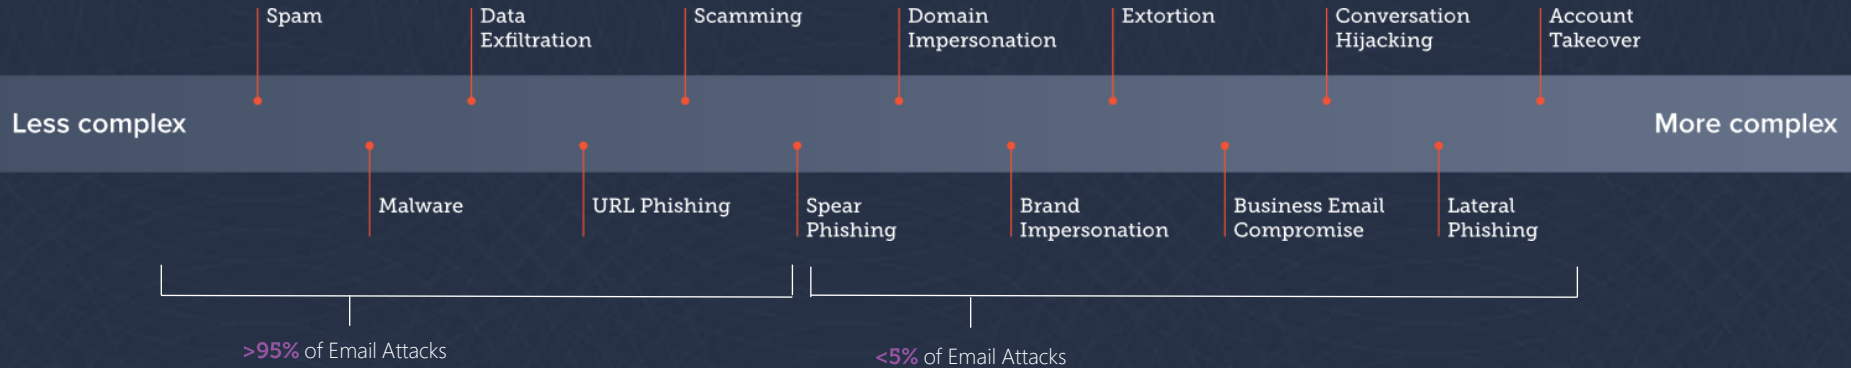 Spam
Data
Exfiltration
Scamming
Domain
Impersonation
Extortion
Conversation
Hijacking
Account
Takeover
Less complex
More complex
Malware
URL Phishing
Spear
Phishing
Brand
Impersonation
Business Email
Compromise
Lateral
Phishing
>95% of Email Attacks
<5% of Email Attacks